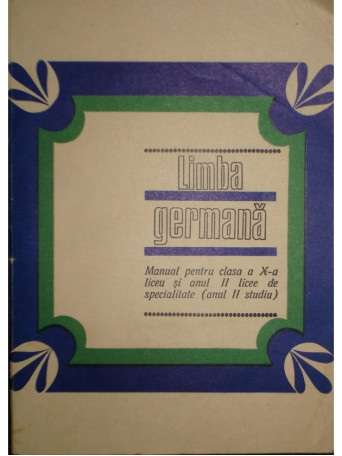 Limba
germană
Manual pentru clasa a X-a
liceu și anul II licee de
specialitate (anul II studiu)